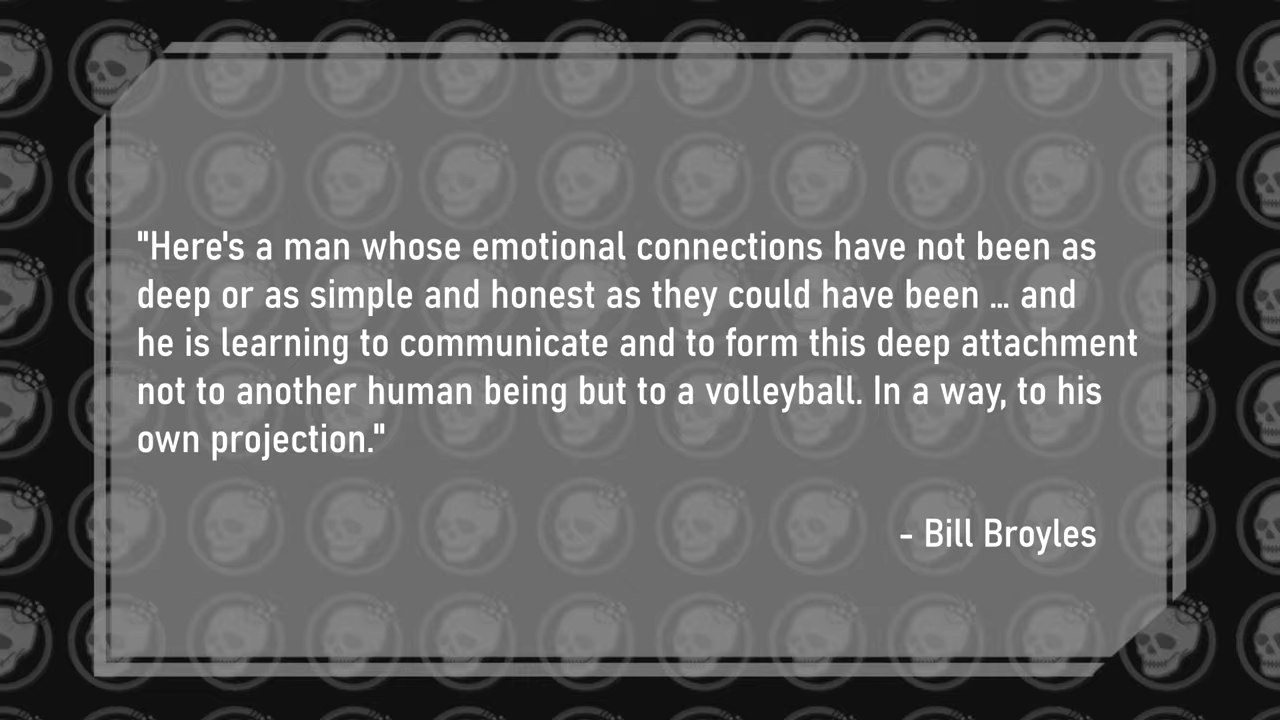 "Here's a man whose emotional connections have not been as
deep or as simple and honest as they could have been ... and
he is learning to communicate and to form this deep attachment
not to another human being but to a volleyball. In a way, to his
own projection."
- Bill Broyles